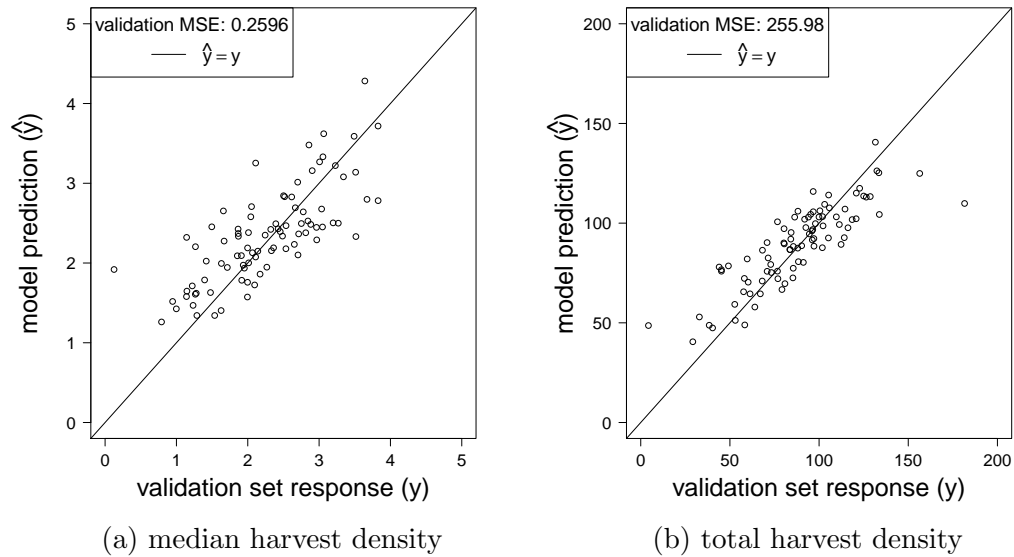 validation MSE: 0.2596
ŷ = y
5
4
3
2
1
0
model prediction (ŷ)
0 1 2 3 4 5
validation set response (y)
(a) median harvest density
validation MSE: 255.98
ŷ = y
200
150
100
50
0
model prediction (ŷ)
0 50 100 150 200
validation set response (y)
(b) total harvest density